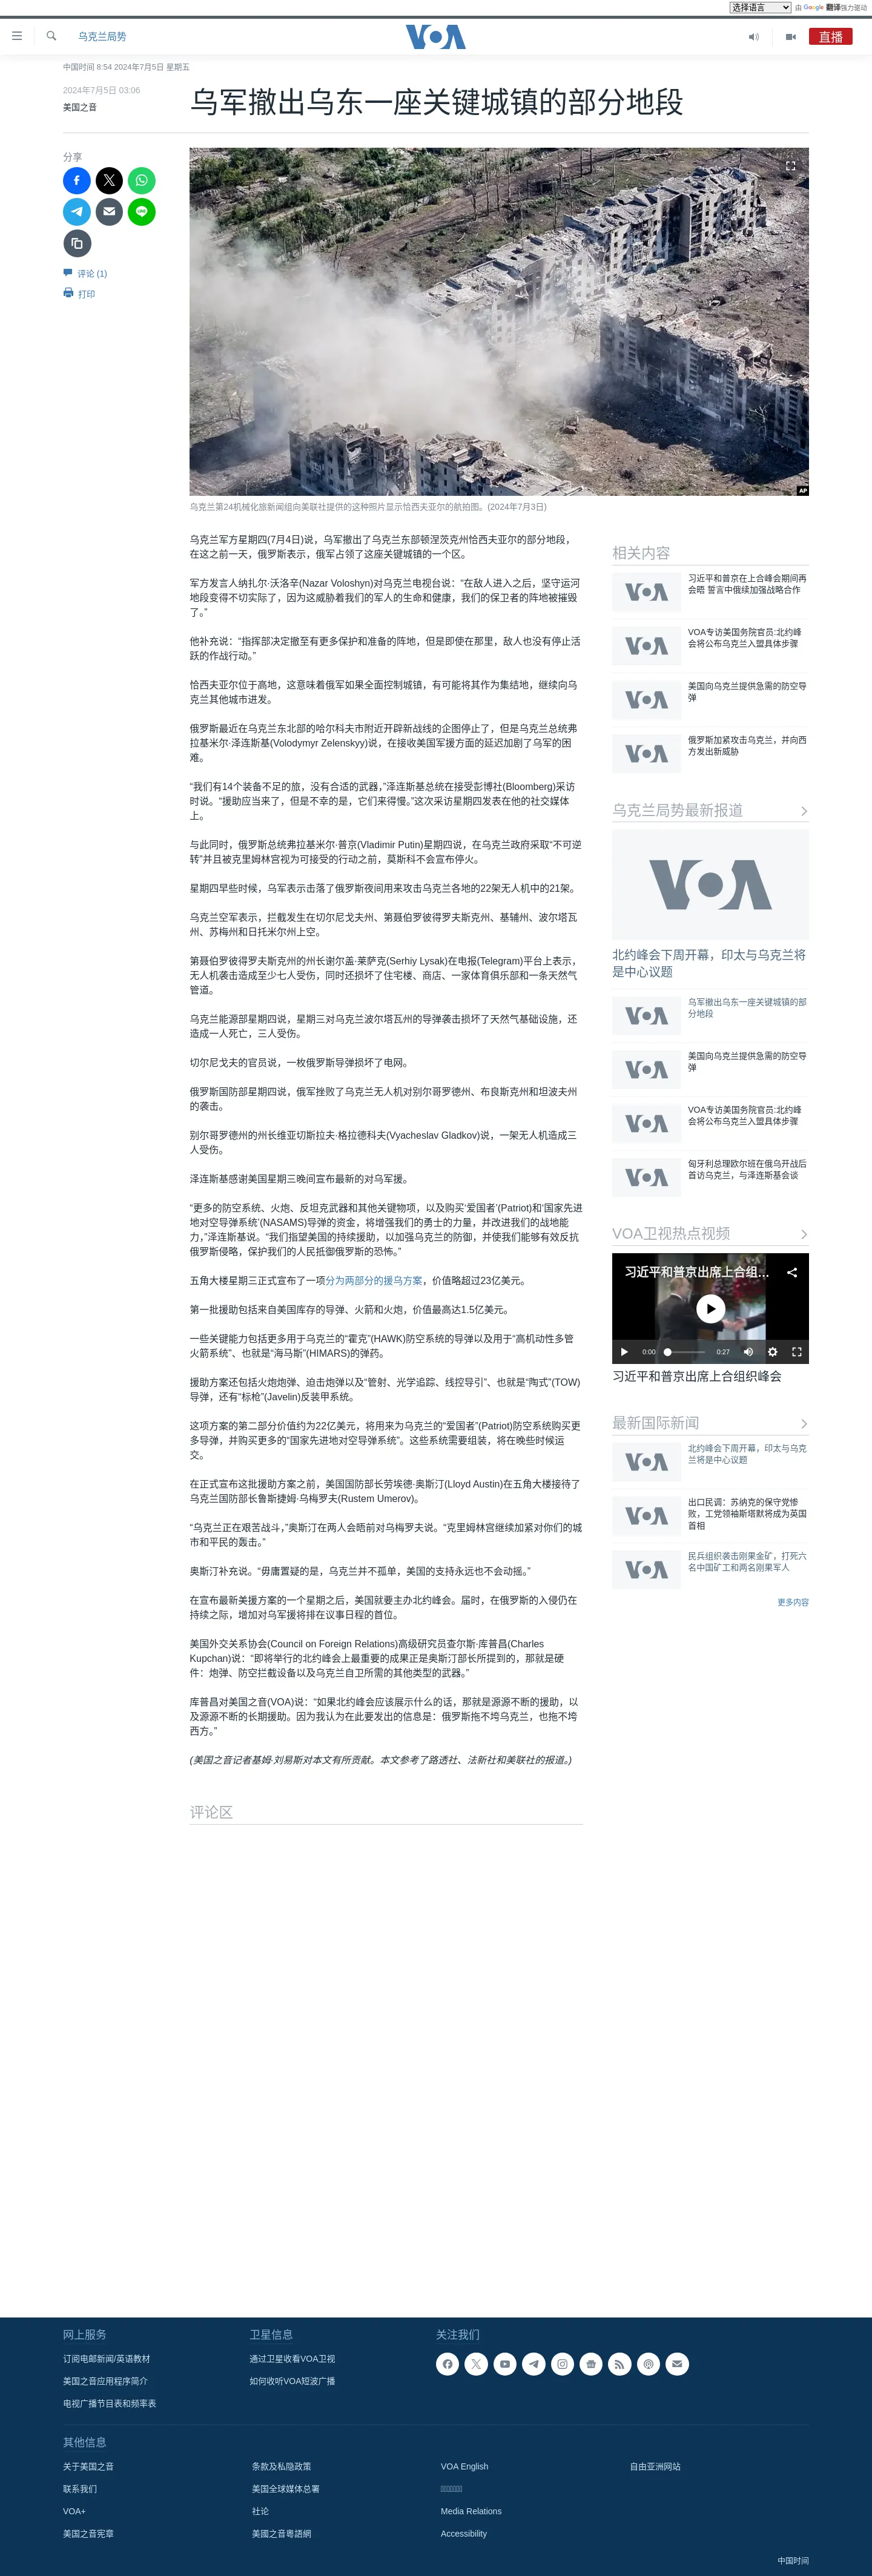 选择语言 由 Google 翻译强力驱动
乌克兰局势
VOA
直播
中国时间 8:54 2024年7月5日 星期五
2024年7月5日 03:06
美国之音
乌军撤出乌东一座关键城镇的部分地段
分享
评论 (1)
打印
AP
乌克兰第24机械化旅新闻组向美联社提供的这种照片显示恰西夫亚尔的航拍图。(2024年7月3日)
乌克兰军方星期四(7月4日)说，乌军撤出了乌克兰东部顿涅茨克州恰西夫亚尔的部分地段，
在这之前一天，俄罗斯表示，俄军占领了这座关键城镇的一个区。
军方发言人纳扎尔·沃洛辛(Nazar Voloshyn)对乌克兰电视台说：“在敌人进入之后，坚守运河
地段变得不切实际了，因为这威胁着我们的军人的生命和健康，我们的保卫者的阵地被摧毁
了。”
他补充说：“指挥部决定撤至有更多保护和准备的阵地，但是即使在那里，敌人也没有停止活
跃的作战行动。”
恰西夫亚尔位于高地，这意味着俄军如果全面控制城镇，有可能将其作为集结地，继续向乌
克兰其他城市进发。
俄罗斯最近在乌克兰东北部的哈尔科夫市附近开辟新战线的企图停止了，但是乌克兰总统弗
拉基米尔·泽连斯基(Volodymyr Zelenskyy)说，在接收美国军援方面的延迟加剧了乌军的困
难。
“我们有14个装备不足的旅，没有合适的武器，”泽连斯基总统在接受彭博社(Bloomberg)采访
时说。“援助应当来了，但是不幸的是，它们来得慢。”这次采访星期四发表在他的社交媒体
上。
与此同时，俄罗斯总统弗拉基米尔·普京(Vladimir Putin)星期四说，在乌克兰政府采取“不可逆
转”并且被克里姆林宫视为可接受的行动之前，莫斯科不会宣布停火。
星期四早些时候，乌军表示击落了俄罗斯夜间用来攻击乌克兰各地的22架无人机中的21架。
乌克兰空军表示，拦截发生在切尔尼戈夫州、第聂伯罗彼得罗夫斯克州、基辅州、波尔塔瓦
州、苏梅州和日托米尔州上空。
第聂伯罗彼得罗夫斯克州的州长谢尔盖·莱萨克(Serhiy Lysak)在电报(Telegram)平台上表示，
无人机袭击造成至少七人受伤，同时还损坏了住宅楼、商店、一家体育俱乐部和一条天然气
管道。
乌克兰能源部星期四说，星期三对乌克兰波尔塔瓦州的导弹袭击损坏了天然气基础设施，还
造成一人死亡，三人受伤。
切尔尼戈夫的官员说，一枚俄罗斯导弹损坏了电网。
俄罗斯国防部星期四说，俄军挫败了乌克兰无人机对别尔哥罗德州、布良斯克州和坦波夫州
的袭击。
别尔哥罗德州的州长维亚切斯拉夫·格拉德科夫(Vyacheslav Gladkov)说，一架无人机造成三
人受伤。
泽连斯基感谢美国星期三晚间宣布最新的对乌军援。
“更多的防空系统、火炮、反坦克武器和其他关键物项，以及购买‘爱国者’(Patriot)和‘国家先进
地对空导弹系统’(NASAMS)导弹的资金，将增强我们的勇士的力量，并改进我们的战地能
力，”泽连斯基说。“我们指望美国的持续援助，以加强乌克兰的防御，并使我们能够有效反抗
俄罗斯侵略，保护我们的人民抵御俄罗斯的恐怖。”
五角大楼星期三正式宣布了一项分为两部分的援乌方案，价值略超过23亿美元。
第一批援助包括来自美国库存的导弹、火箭和火炮，价值最高达1.5亿美元。
一些关键能力包括更多用于乌克兰的“霍克”(HAWK)防空系统的导弹以及用于“高机动性多管
火箭系统”、也就是“海马斯”(HIMARS)的弹药。
援助方案还包括火炮炮弹、迫击炮弹以及“管射、光学追踪、线控导引”、也就是“陶式”(TOW)
导弹，还有“标枪”(Javelin)反装甲系统。
这项方案的第二部分价值约为22亿美元，将用来为乌克兰的“爱国者”(Patriot)防空系统购买更
多导弹，并购买更多的“国家先进地对空导弹系统”。这些系统需要组装，将在晚些时候运
交。
在正式宣布这批援助方案之前，美国国防部长劳埃德·奥斯汀(Lloyd Austin)在五角大楼接待了
乌克兰国防部长鲁斯捷姆·乌梅罗夫(Rustem Umerov)。
“乌克兰正在艰苦战斗，”奥斯汀在两人会晤前对乌梅罗夫说。“克里姆林宫继续加紧对你们的城
市和平民的轰击。”
奥斯汀补充说。“毋庸置疑的是，乌克兰并不孤单，美国的支持永远也不会动摇。”
在宣布最新美援方案的一个星期之后，美国就要主办北约峰会。届时，在俄罗斯的入侵仍在
持续之际，增加对乌军援将排在议事日程的首位。
美国外交关系协会(Council on Foreign Relations)高级研究员查尔斯·库普昌(Charles
Kupchan)说：“即将举行的北约峰会上最重要的成果正是奥斯汀部长所提到的，那就是硬
件：炮弹、防空拦截设备以及乌克兰自卫所需的其他类型的武器。”
库普昌对美国之音(VOA)说：“如果北约峰会应该展示什么的话，那就是源源不断的援助，以
及源源不断的长期援助。因为我认为在此要发出的信息是：俄罗斯拖不垮乌克兰，也拖不垮
西方。”
(美国之音记者基姆·刘易斯对本文有所贡献。本文参考了路透社、法新社和美联社的报道。)
评论区
相关内容
VOA
习近平和普京在上合峰会期间再
会晤 誓言中俄续加强战略合作
VOA
VOA专访美国务院官员:北约峰
会将公布乌克兰入盟具体步骤
VOA
美国向乌克兰提供急需的防空导
弹
VOA
俄罗斯加紧攻击乌克兰，并向西
方发出新威胁
乌克兰局势最新报道
VOA
北约峰会下周开幕，印太与乌克兰将
是中心议题
VOA
乌军撤出乌东一座关键城镇的部
分地段
VOA
美国向乌克兰提供急需的防空导
弹
VOA
VOA专访美国务院官员:北约峰
会将公布乌克兰入盟具体步骤
VOA
匈牙利总理欧尔班在俄乌开战后
首访乌克兰，与泽连斯基会谈
VOA卫视热点视频
习近平和普京出席上合组...
0:00 0:27
习近平和普京出席上合组织峰会
最新国际新闻
VOA
北约峰会下周开幕，印太与乌克
兰将是中心议题
VOA
出口民调：苏纳克的保守党惨
败，工党领袖斯塔默将成为英国
首相
VOA
民兵组织袭击刚果金矿，打死六
名中国矿工和两名刚果军人
更多内容
网上服务
订阅电邮新闻/英语教材
美国之音应用程序简介
电视广播节目表和频率表
卫星信息
通过卫星收看VOA卫视
如何收听VOA短波广播
关注我们
其他信息
关于美国之音
联系我们
VOA+
美国之音宪章
条款及私隐政策
美国全球媒体总署
社论
美國之音粵語網
VOA English
Media Relations
Accessibility
自由亚洲网站
中国时间